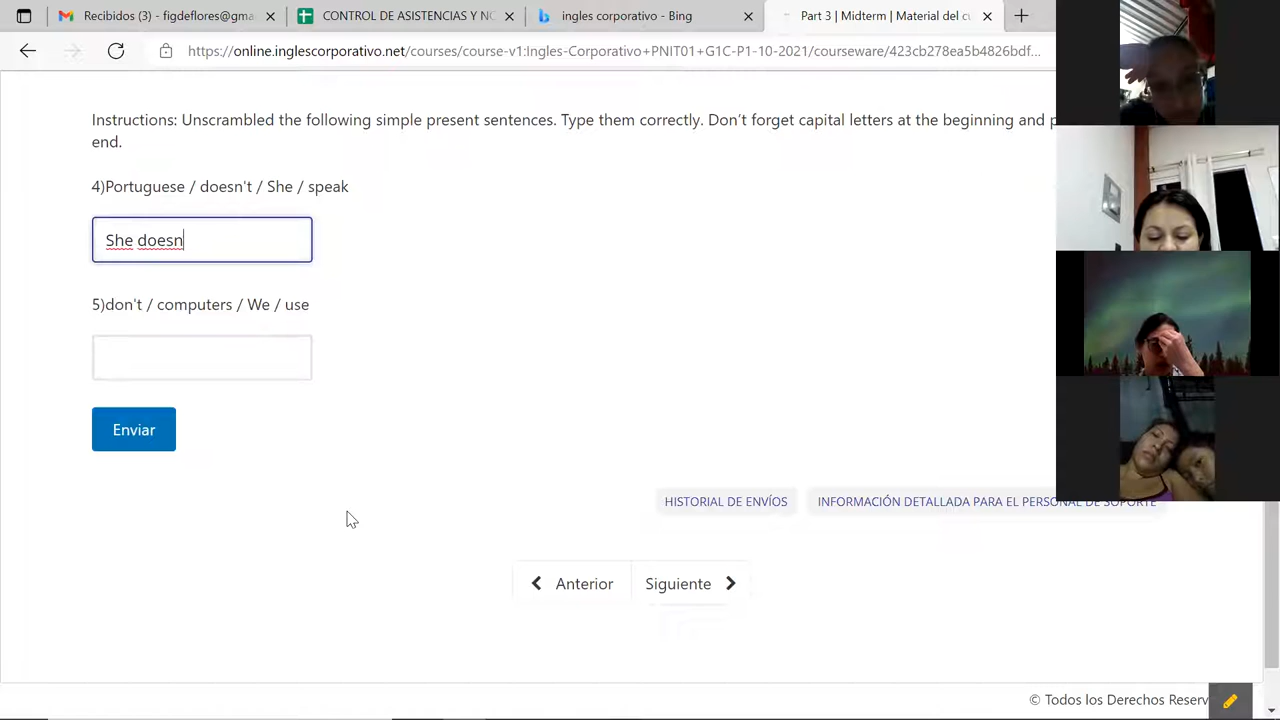 Recibidos (6) - figdeflores@gma
CONTROL DE ASISTENCIAS Y NO
ingles corporativo - Bing
Part 3 | Midterm | Material del cu
https://online.inglescorporativo.net/courses/course-v1:Ingles-Corporativo+PNIT01+G1C-P1-10-2021/courseware/423cb278ea5b4826bdf...
Instructions: Unscrambled the following simple present sentences. Type them correctly. Don't forget capital letters at the beginning and p
end.
4)Portuguese / doesn't / She / speak
She doesn
5)don't / computers / We / use
Enviar
HISTORIAL DE ENVÍOS
INFORMACIÓN DETALLADA PARA EL PERSONAL DE SOPORTE
Anterior
Siguiente
© Todos los Derechos Reserv